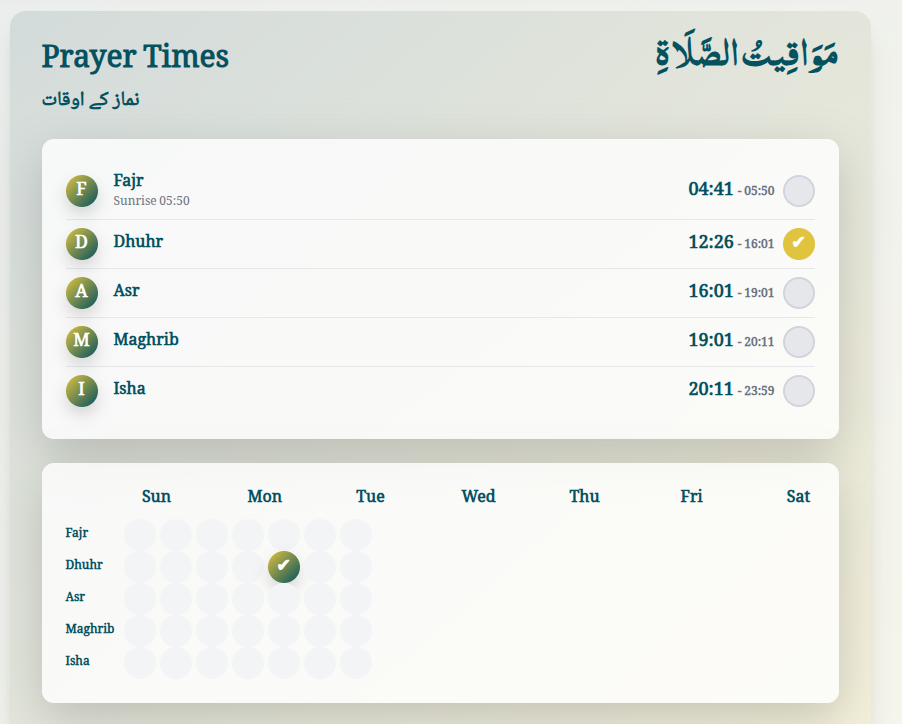 Prayer Times
مَوَاقِيتُ الصَّلَاةِ
نماز کے اوقات
F Fajr 04:41 - 05:50
Sunrise 05:50
D Dhuhr 12:26 - 16:01 ✔
A Asr 16:01 - 19:01
M Maghrib 19:01 - 20:11
I Isha 20:11 - 23:59
Sun Mon Tue Wed Thu Fri Sat
Fajr
Dhuhr ✔
Asr
Maghrib
Isha